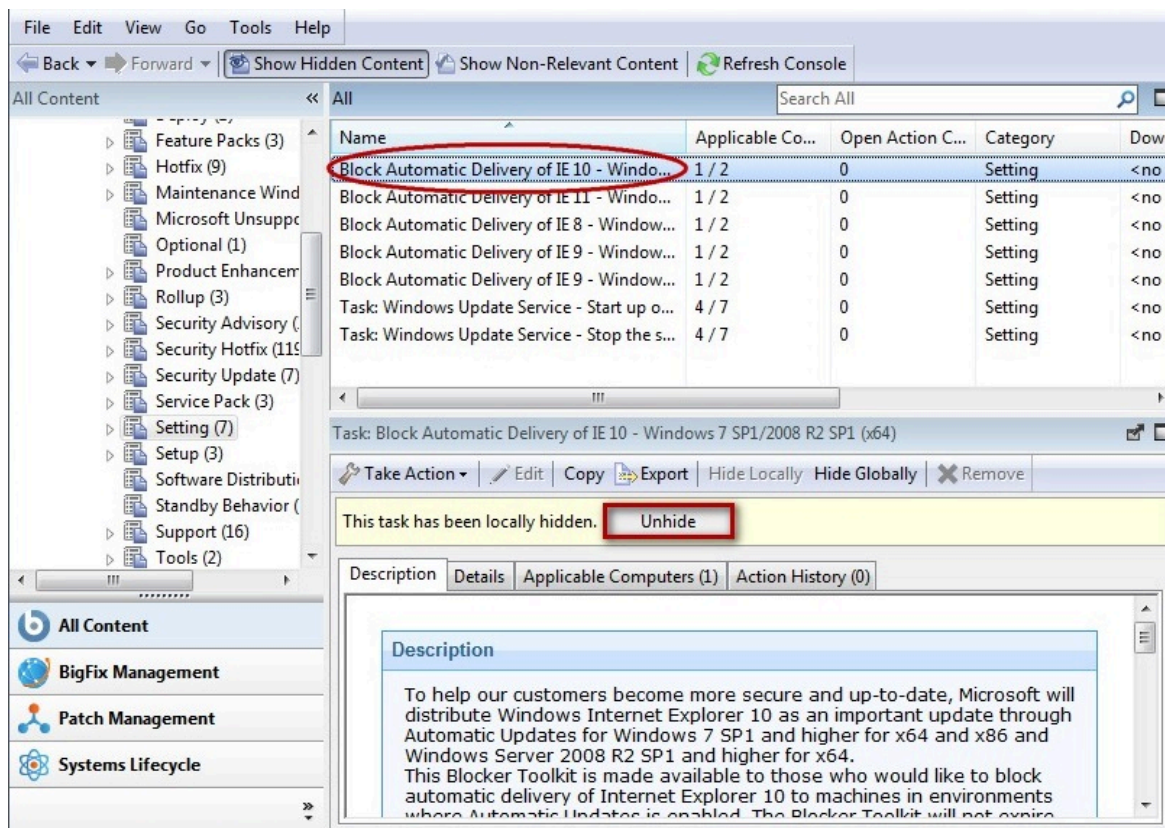 File Edit View Go Tools Help
Back Forward Show Hidden Content Show Non-Relevant Content Refresh Console
All Content «
Feature Packs (3)
Hotfix (9)
Maintenance Wind
Microsoft Unsuppo
Optional (1)
Product Enhancem
Rollup (3)
Security Advisory (
Security Hotfix (119
Security Update (7)
Service Pack (3)
Setting (7)
Setup (3)
Software Distributi
Standby Behavior (
Support (16)
Tools (2)
All Content
BigFix Management
Patch Management
Systems Lifecycle
All Search All
Name Applicable Co... Open Action C... Category Dow
Block Automatic Delivery of IE 10 - Windo... 1 / 2 0 Setting <no
Block Automatic Delivery of IE 11 - Windo... 1 / 2 0 Setting <no
Block Automatic Delivery of IE 8 - Window... 1 / 2 0 Setting <no
Block Automatic Delivery of IE 9 - Window... 1 / 2 0 Setting <no
Block Automatic Delivery of IE 9 - Window... 1 / 2 0 Setting <no
Task: Windows Update Service - Start up o... 4 / 7 0 Setting <no
Task: Windows Update Service - Stop the s... 4 / 7 0 Setting <no
Task: Block Automatic Delivery of IE 10 - Windows 7 SP1/2008 R2 SP1 (x64)
Take Action Edit Copy Export Hide Locally Hide Globally Remove
This task has been locally hidden. Unhide
Description Details Applicable Computers (1) Action History (0)
Description
To help our customers become more secure and up-to-date, Microsoft will
distribute Windows Internet Explorer 10 as an important update through
Automatic Updates for Windows 7 SP1 and higher for x64 and x86 and
Windows Server 2008 R2 SP1 and higher for x64.
This Blocker Toolkit is made available to those who would like to block
automatic delivery of Internet Explorer 10 to machines in environments
where Automatic Updates is enabled. The Blocker Toolkit will not expire